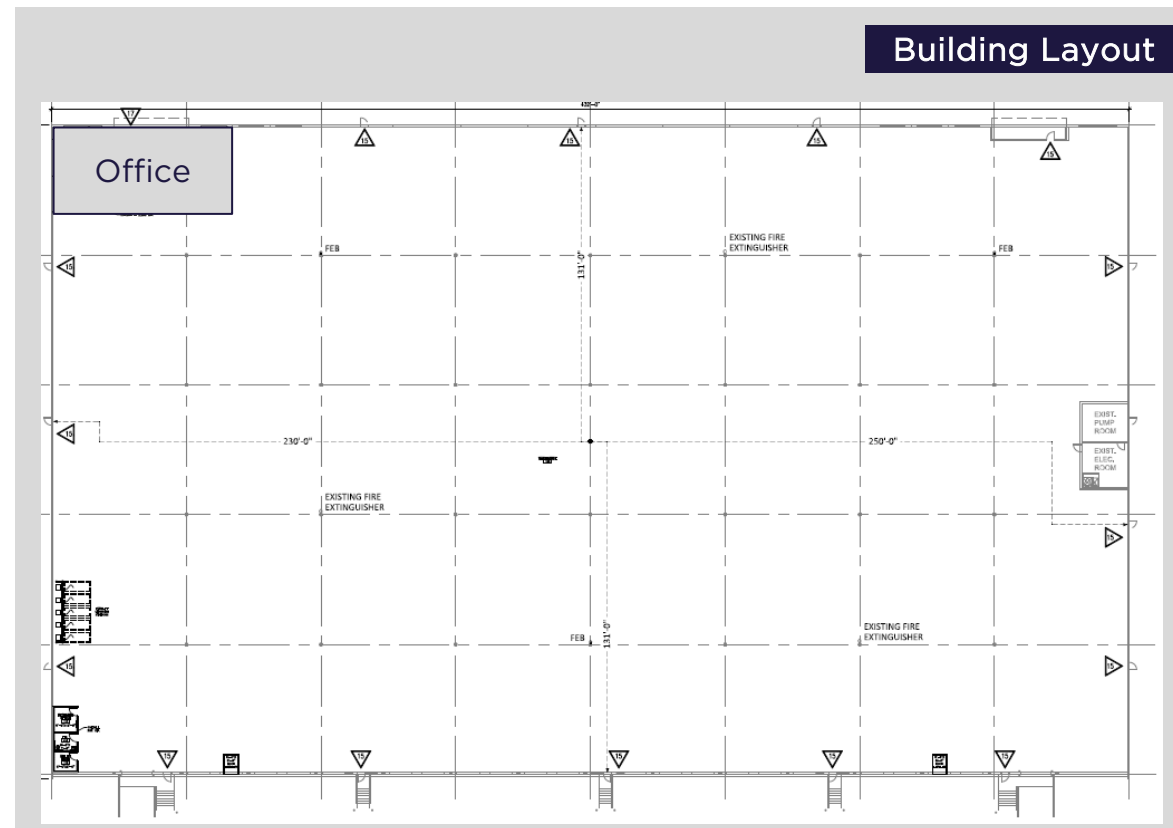 Building Layout
17
15
15
15
15
Office
131'-0"
EXISTING FIRE
EXTINGUISHER
FEB
FEB
15
15
EXIST.
PUMP
ROOM
15
230'-0"
250'-0"
EXIST.
ELEC.
ROOM
EXISTING FIRE
EXTINGUISHER
15
131'-0"
EXISTING FIRE
EXTINGUISHER
FEB
15
15
15
15
15
15
15